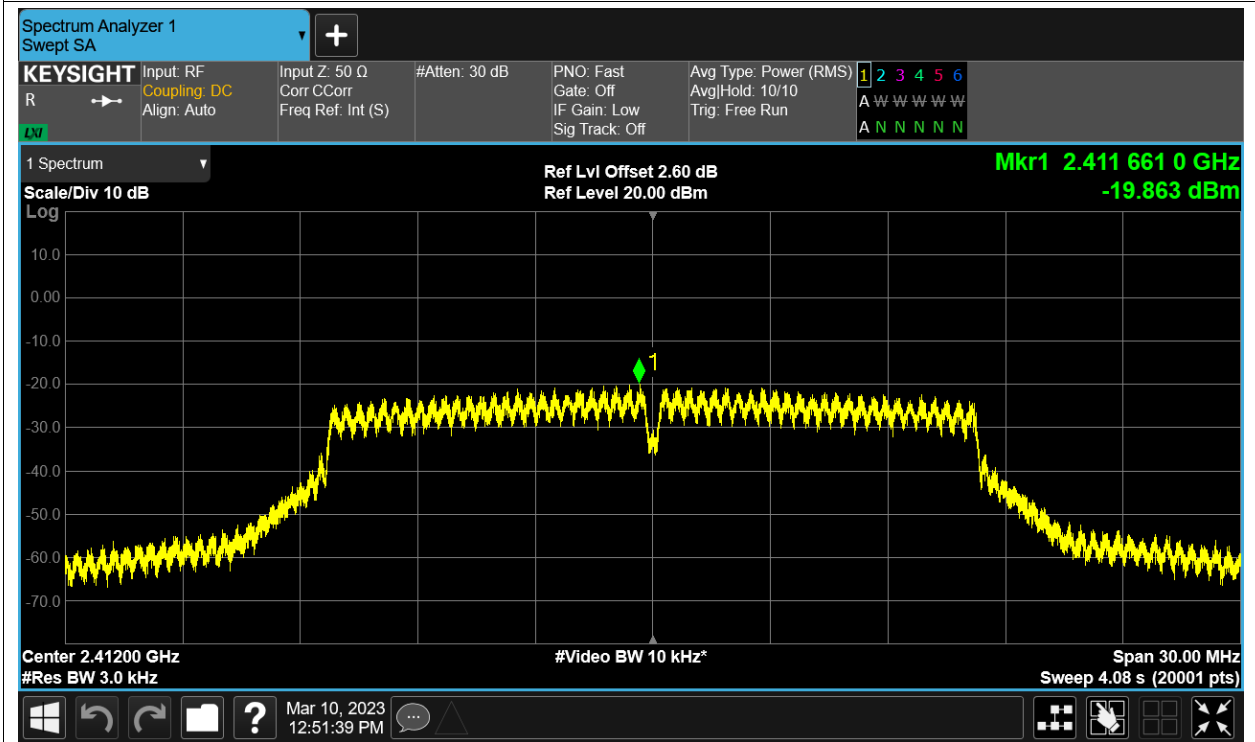 Spectrum Analyzer 1
Swept SA
+
KEYSIGHT
R
LXI
Input: RF
Coupling: DC
Align: Auto
Input Z: 50 Ω
Corr CCorr
Freq Ref: Int (S)
#Atten: 30 dB
PNO: Fast
Gate: Off
IF Gain: Low
Sig Track: Off
Avg Type: Power (RMS)
Avg|Hold: 10/10
Trig: Free Run
1 2 3 4 5 6
A W W W W W
A N N N N N
1 Spectrum
Scale/Div 10 dB
Log
Ref Lvl Offset 2.60 dB
Ref Level 20.00 dBm
Mkr1 2.411 661 0 GHz
-19.863 dBm
10.0
0.00
-10.0
-20.0
-30.0
-40.0
-50.0
-60.0
-70.0
1
Center 2.41200 GHz
#Res BW 3.0 kHz
#Video BW 10 kHz*
Span 30.00 MHz
Sweep 4.08 s (20001 pts)
?
Mar 10, 2023
12:51:39 PM